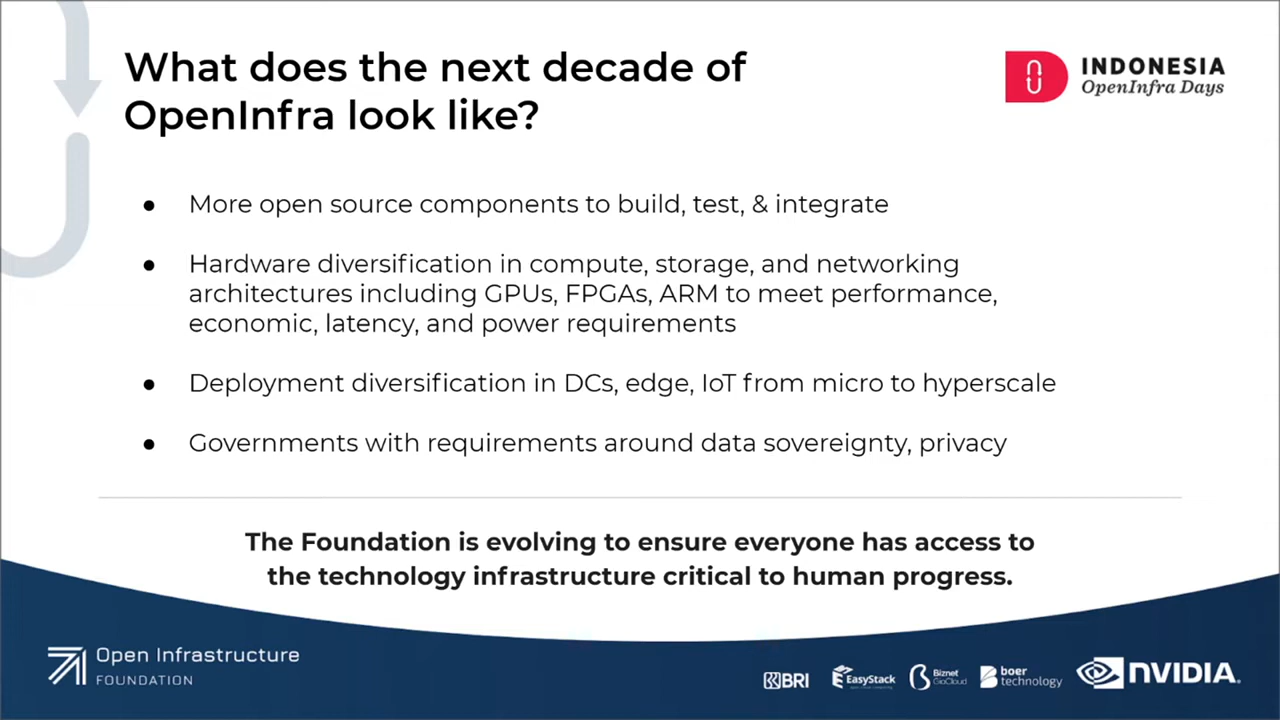 What does the next decade of
OpenInfra look like?
INDONESIA
OpenInfra Days
● More open source components to build, test, & integrate
● Hardware diversification in compute, storage, and networking
architectures including GPUs, FPGAs, ARM to meet performance,
economic, latency, and power requirements
● Deployment diversification in DCs, edge, IoT from micro to hyperscale
● Governments with requirements around data sovereignty, privacy
The Foundation is evolving to ensure everyone has access to
the technology infrastructure critical to human progress.
Open Infrastructure
FOUNDATION
BRI
EasyStack
Biznet
GioCloud
boer
technology
NVIDIA.